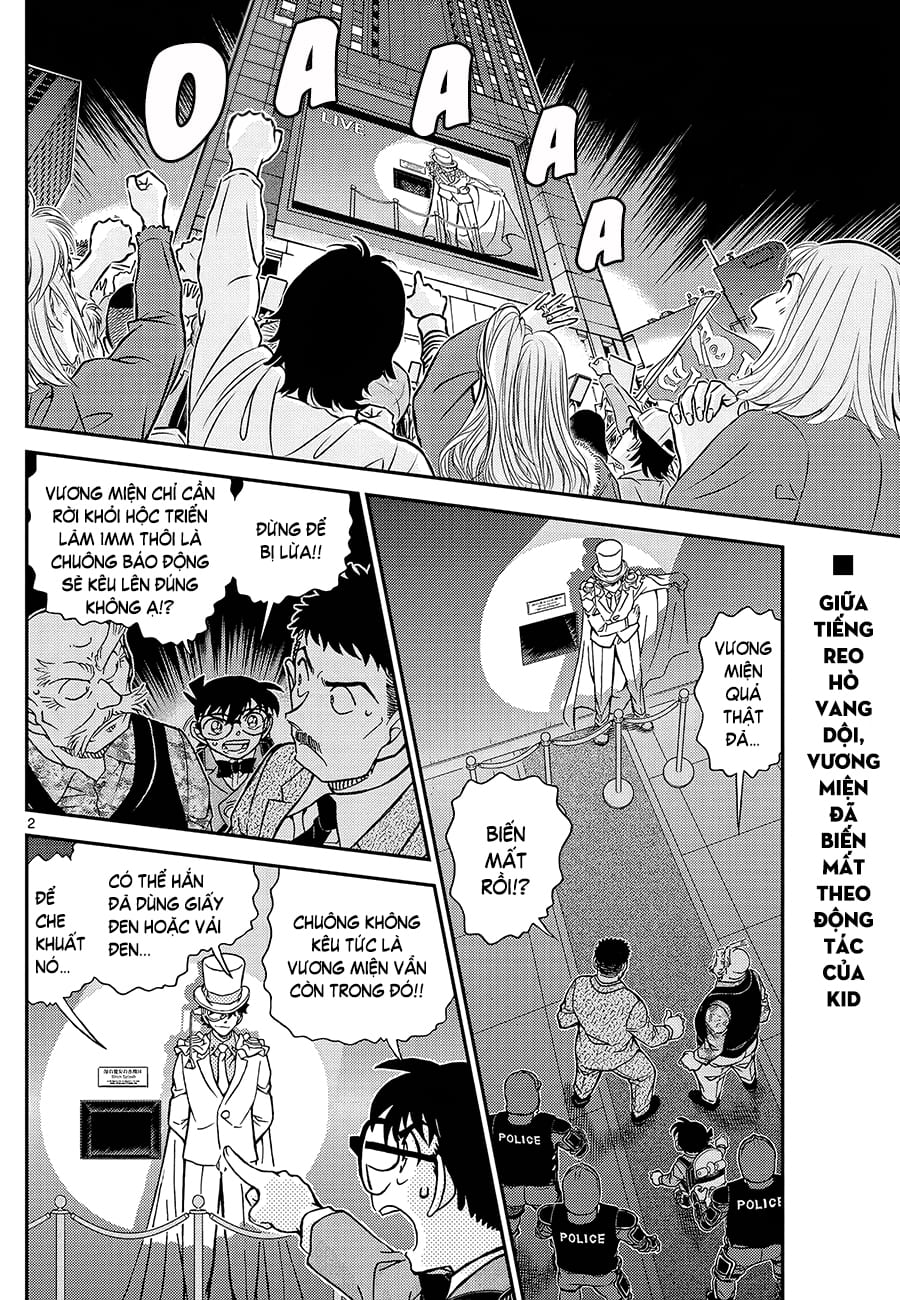 OAAAA
LIVE
■
GIỮA
TIẾNG
REO
HÒ
VANG
DỘI,
VƯƠNG
MIỆN
ĐÃ
BIẾN
MẤT
THEO
ĐỘNG
TÁC
CỦA
KID
VƯƠNG
MIỆN
QUẢ
THẬT
ĐÃ...
BIẾN
MẤT
RỒI!?
POLICE
POLICE
POLICE
ĐỪNG ĐỂ
BỊ LỪA!!
VƯƠNG MIỆN CHỈ CẦN
RỜI KHỎI HỘC TRIỂN
LÃM 1MM THÔI LÀ
CHUÔNG BÁO ĐỘNG
SẼ KÊU LÊN ĐÚNG
KHÔNG Ạ!?
2
CHUÔNG KHÔNG
KÊU TỨC LÀ
VƯƠNG MIỆN VẪN
CÒN TRONG ĐÓ!!
CÓ THỂ HẮN
ĐÃ DÙNG GIẤY
ĐEN HOẶC VẢI
ĐEN...
ĐỂ
CHE
KHUẤT
NÓ...